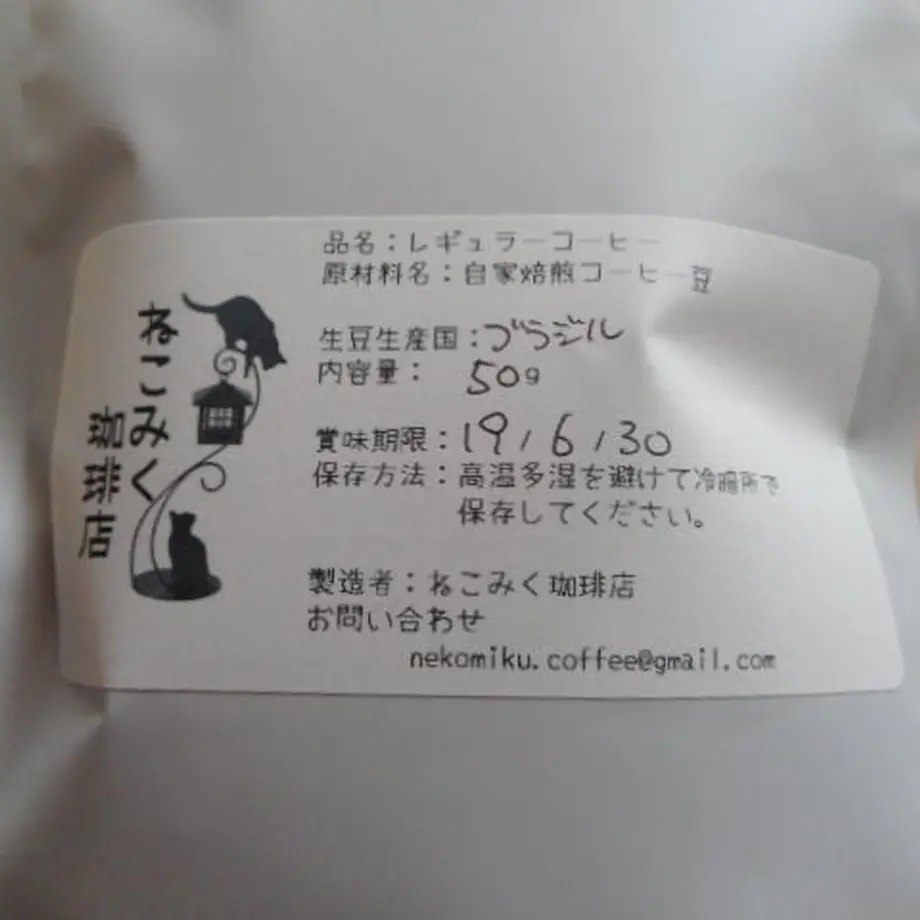 ねこみく
珈琲店
品名：レギュラーコーヒー
原材料名：自家焙煎コーヒー豆
生豆生産国：ブラジル
内容量： 50g
賞味期限：19/6/30
保存方法：高温多湿を避けて冷暗所で
保存してください。
製造者：ねこみく珈琲店
お問い合わせ
nekomiku.coffee@gmail.com